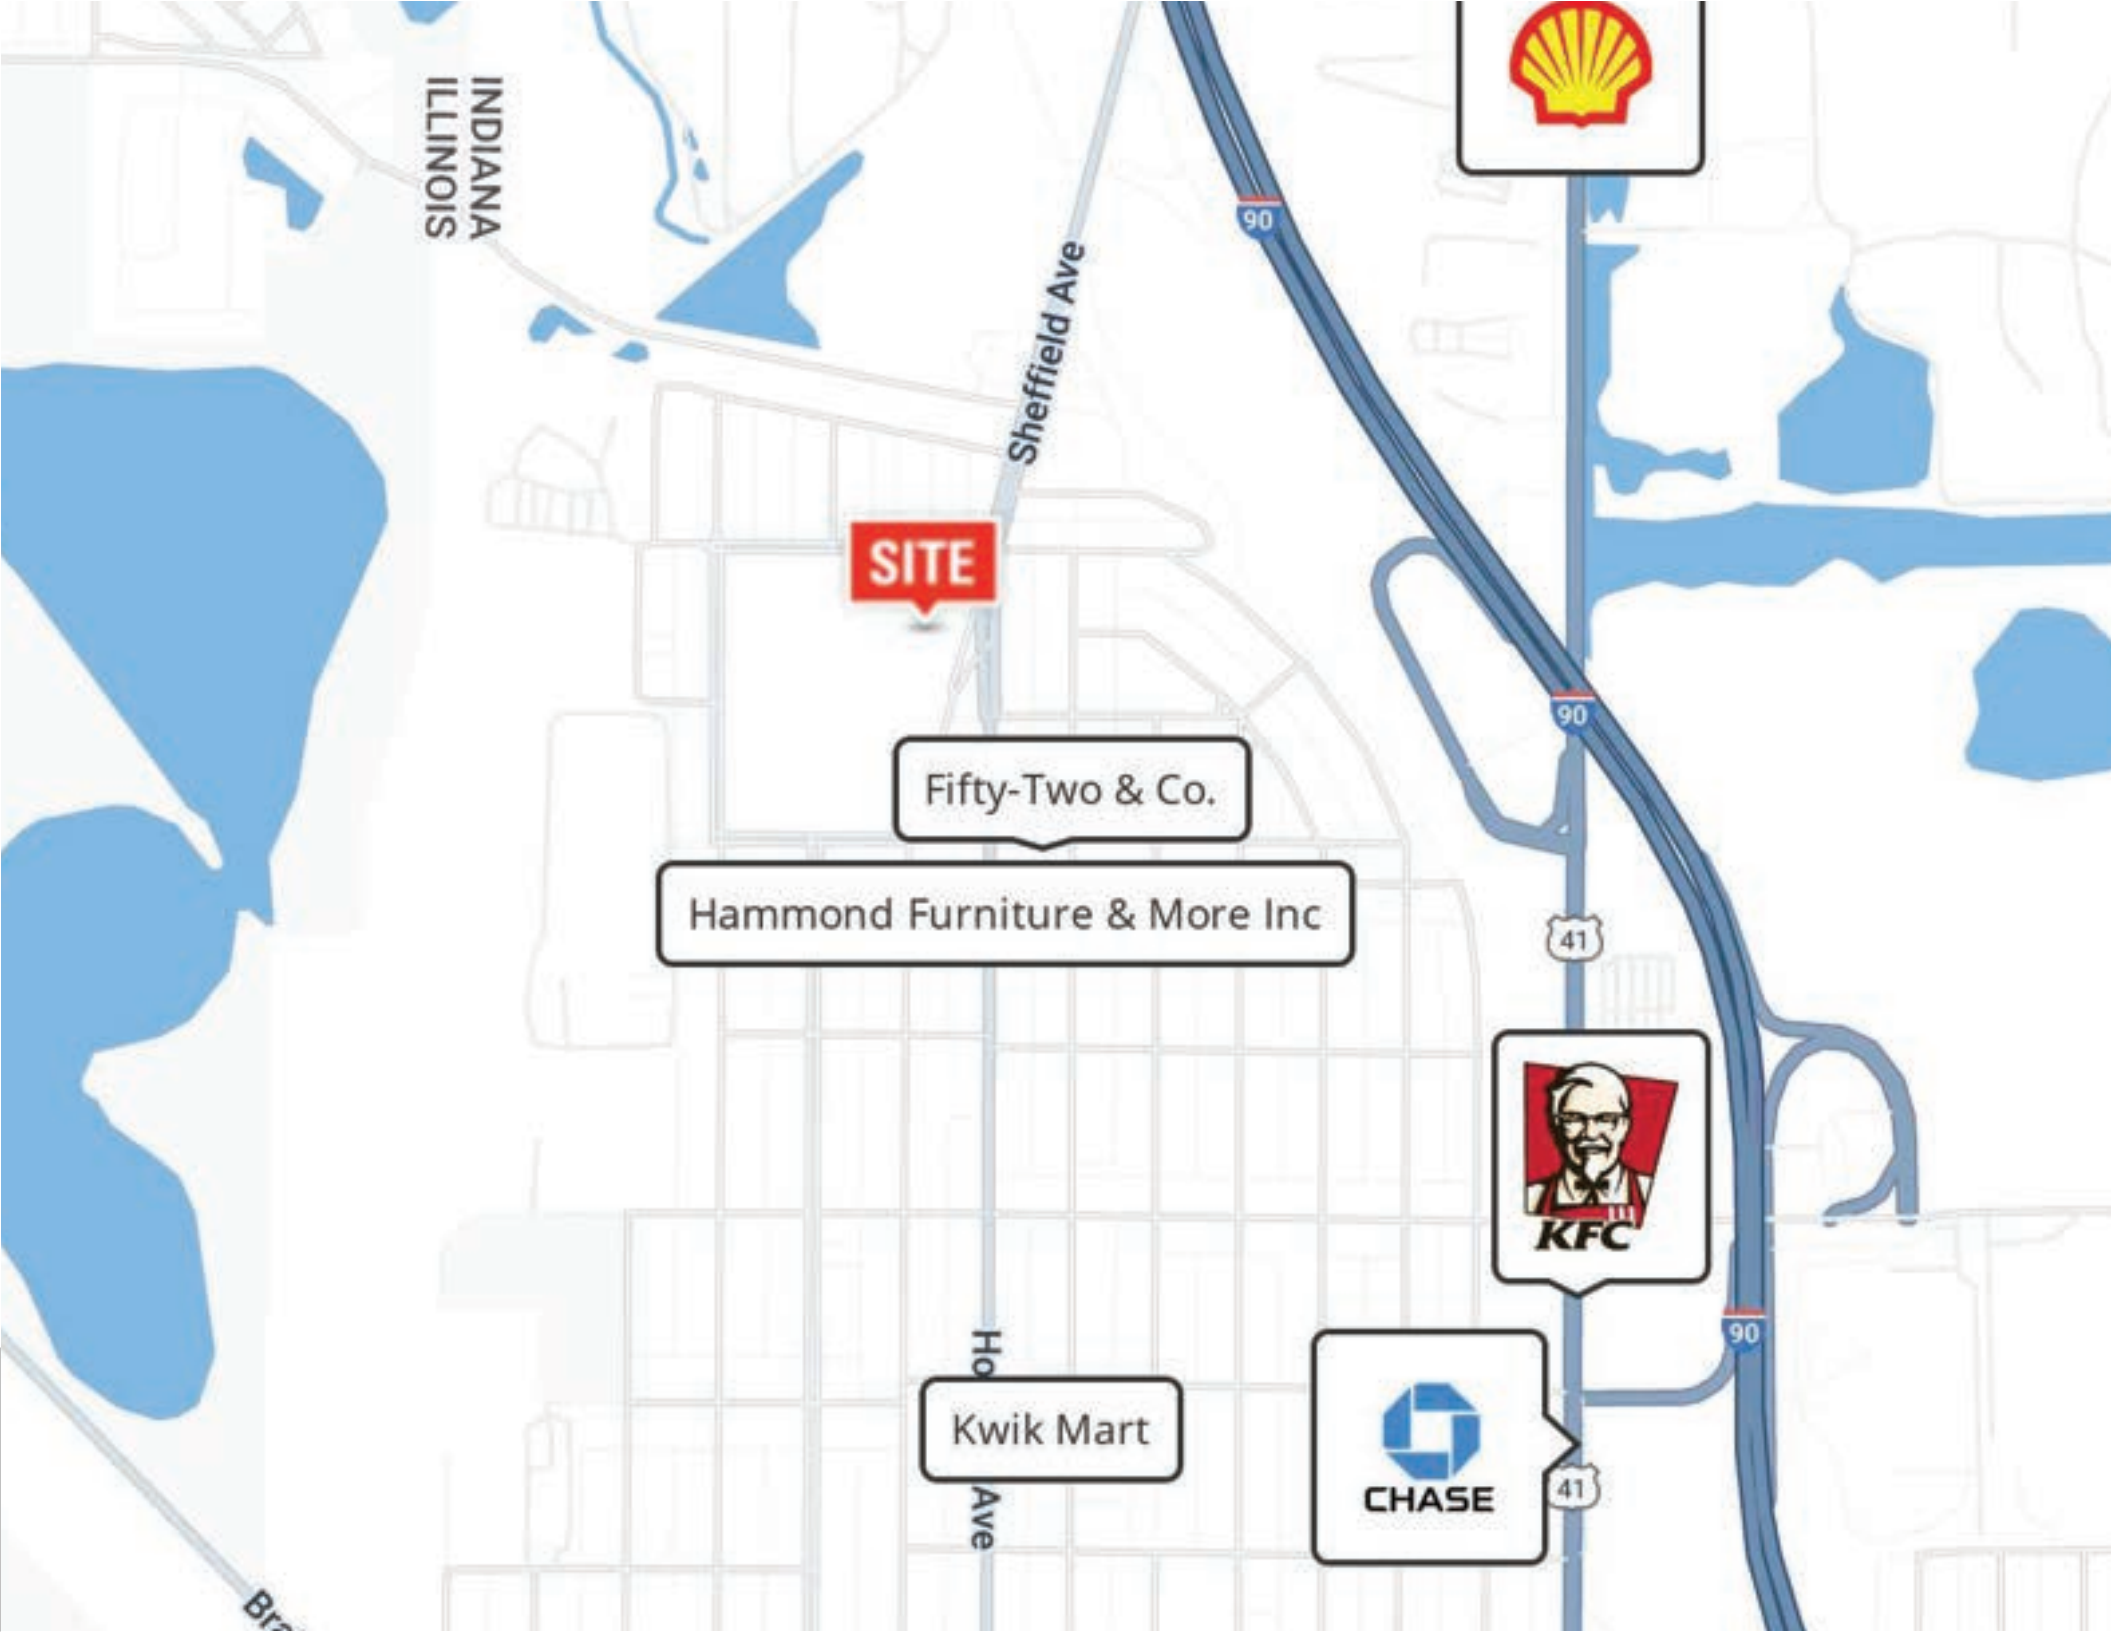 INDIANA
ILLINOIS
90
Sheffield Ave
SITE
90
Fifty-Two & Co.
Hammond Furniture & More Inc
41
KFC
90
Ho
Kwik Mart
Ave
CHASE
41
Bra